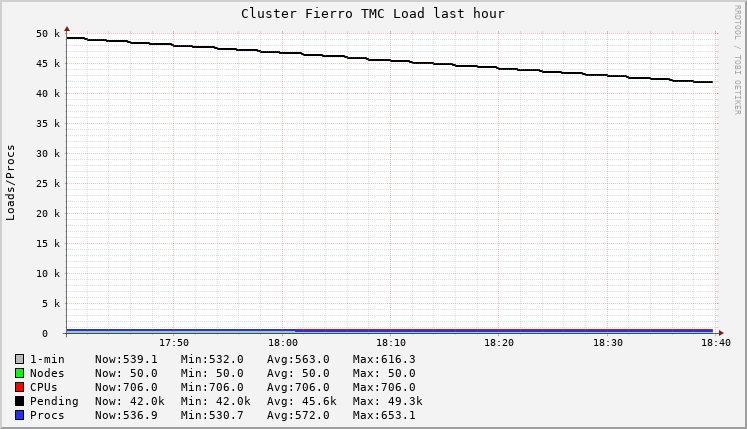 Cluster Fierro TMC Load last hour
RRDTOOL / TOBI OETIKER
Loads/Procs
50 k
45 k
40 k
35 k
30 k
25 k
20 k
15 k
10 k
5 k
0
17:50 18:00 18:10 18:20 18:30 18:40
1-min Now:539.1 Min:532.0 Avg:563.0 Max:616.3
Nodes Now: 50.0 Min: 50.0 Avg: 50.0 Max: 50.0
CPUs Now:706.0 Min:706.0 Avg:706.0 Max:706.0
Pending Now: 42.0k Min: 42.0k Avg: 45.6k Max: 49.3k
Procs Now:536.9 Min:530.7 Avg:572.0 Max:653.1